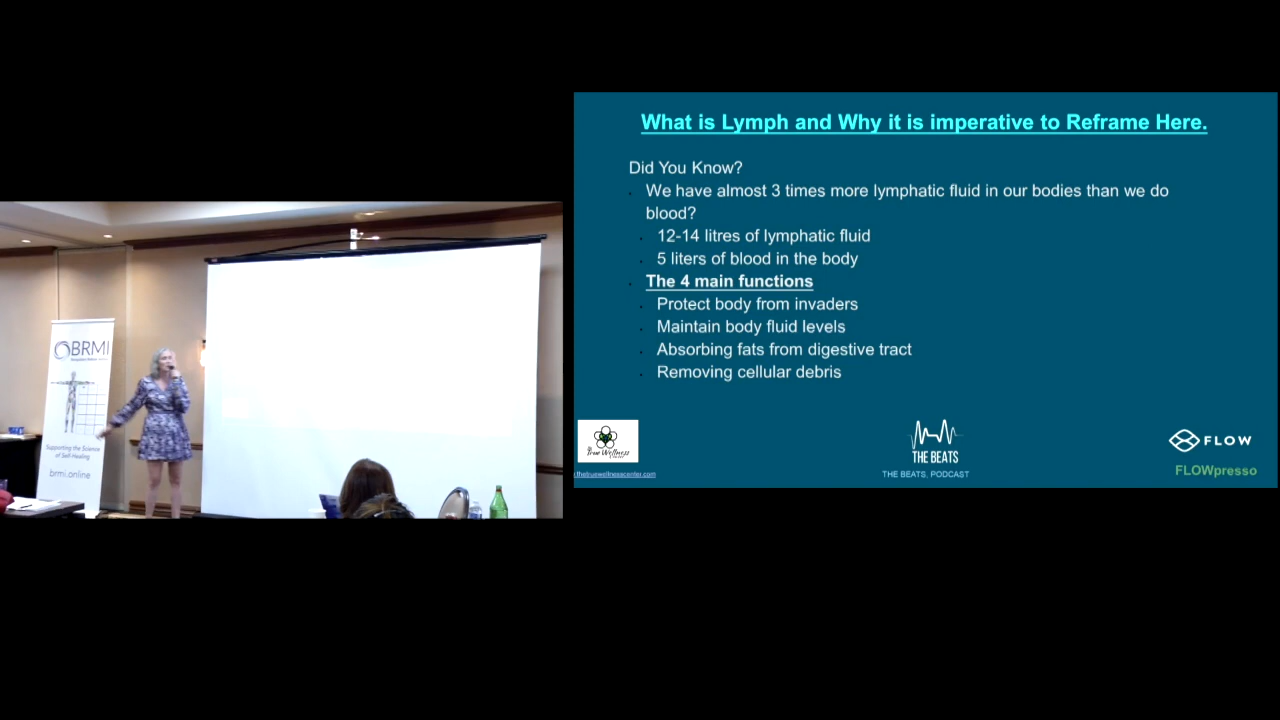 BRMI
Supporting the Science
of Self-Healing
brmi.online
What is Lymph and Why it is imperative to Reframe Here.
Did You Know?
We have almost 3 times more lymphatic fluid in our bodies than we do
blood?
12-14 litres of lymphatic fluid
5 liters of blood in the body
The 4 main functions
Protect body from invaders
Maintain body fluid levels
Absorbing fats from digestive tract
Removing cellular debris
True Wellness
thetruewellnesscenter.com
THE BEATS
THE BEATS, PODCAST
FLOW
FLOWpresso